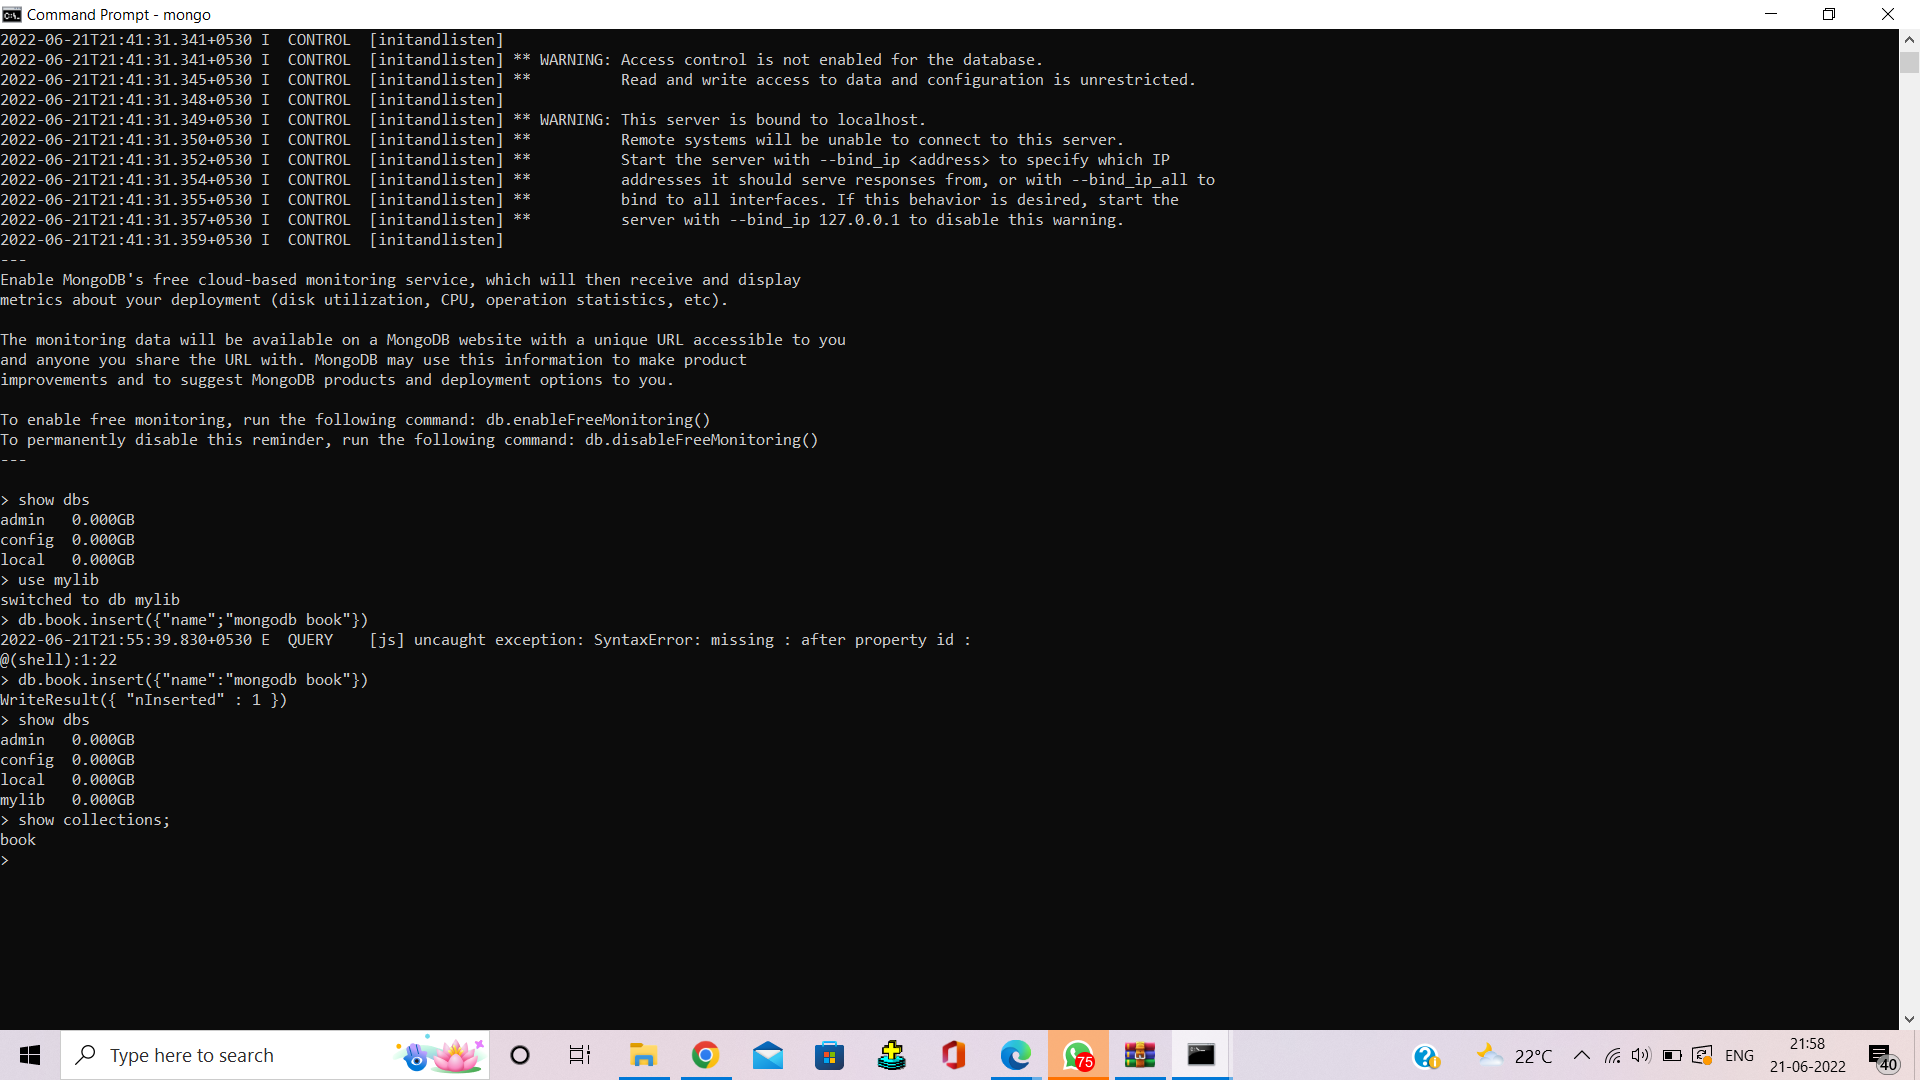 Command Prompt - mongo
2022-06-21T21:41:31.341+0530 I  CONTROL  [initandlisten]
2022-06-21T21:41:31.341+0530 I  CONTROL  [initandlisten] ** WARNING: Access control is not enabled for the database.
2022-06-21T21:41:31.345+0530 I  CONTROL  [initandlisten] **          Read and write access to data and configuration is unrestricted.
2022-06-21T21:41:31.348+0530 I  CONTROL  [initandlisten]
2022-06-21T21:41:31.349+0530 I  CONTROL  [initandlisten] ** WARNING: This server is bound to localhost.
2022-06-21T21:41:31.350+0530 I  CONTROL  [initandlisten] **          Remote systems will be unable to connect to this server.
2022-06-21T21:41:31.352+0530 I  CONTROL  [initandlisten] **          Start the server with --bind_ip <address> to specify which IP
2022-06-21T21:41:31.354+0530 I  CONTROL  [initandlisten] **          addresses it should serve responses from, or with --bind_ip_all to
2022-06-21T21:41:31.355+0530 I  CONTROL  [initandlisten] **          bind to all interfaces. If this behavior is desired, start the
2022-06-21T21:41:31.357+0530 I  CONTROL  [initandlisten] **          server with --bind_ip 127.0.0.1 to disable this warning.
2022-06-21T21:41:31.359+0530 I  CONTROL  [initandlisten]
---
Enable MongoDB's free cloud-based monitoring service, which will then receive and display
metrics about your deployment (disk utilization, CPU, operation statistics, etc).

The monitoring data will be available on a MongoDB website with a unique URL accessible to you
and anyone you share the URL with. MongoDB may use this information to make product
improvements and to suggest MongoDB products and deployment options to you.

To enable free monitoring, run the following command: db.enableFreeMonitoring()
To permanently disable this reminder, run the following command: db.disableFreeMonitoring()
---

> show dbs
admin   0.000GB
config  0.000GB
local   0.000GB
> use mylib
switched to db mylib
> db.book.insert({"name";"mongodb book"})
2022-06-21T21:55:39.830+0530 E  QUERY    [js] uncaught exception: SyntaxError: missing : after property id :
@(shell):1:22
> db.book.insert({"name":"mongodb book"})
WriteResult({ "nInserted" : 1 })
> show dbs
admin   0.000GB
config  0.000GB
local   0.000GB
mylib   0.000GB
> show collections;
book
>
Type here to search
75
22°C
ENG
21:58
21-06-2022
40